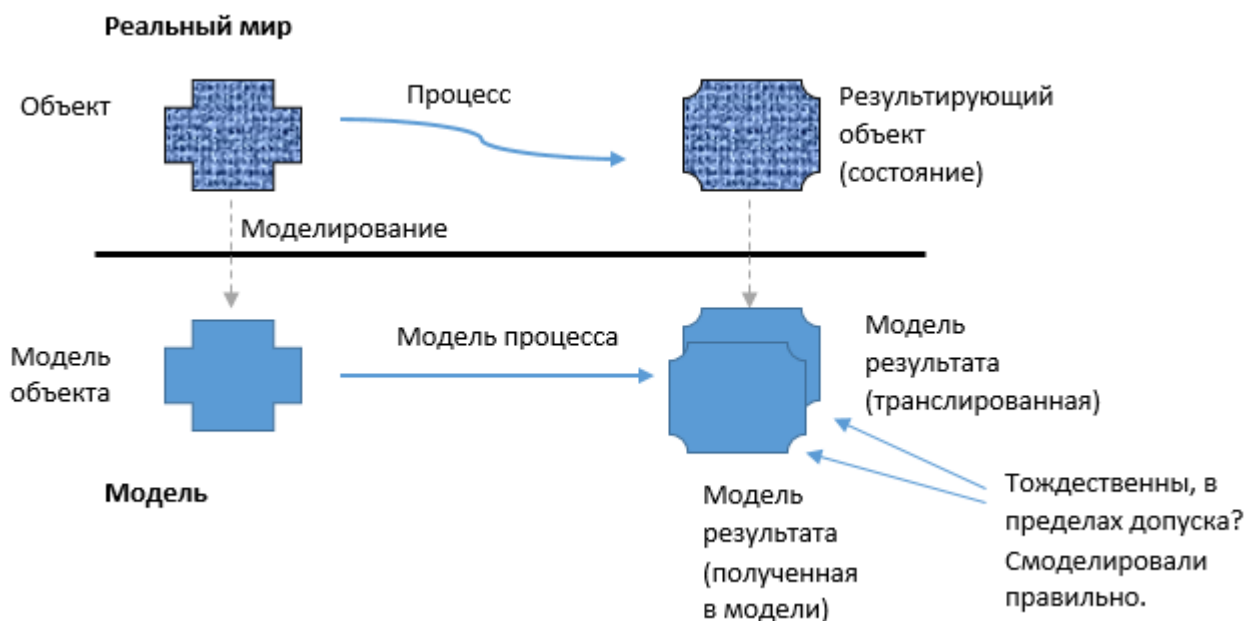 Реальный мир
Объект
Процесс
Результирующий
объект
(состояние)
Моделирование
Модель
объекта
Модель процесса
Модель
результата
(транслированная)
Модель
Модель
результата
(полученная
в модели)
Тождественны, в
пределах допуска?
Смоделировали
правильно.